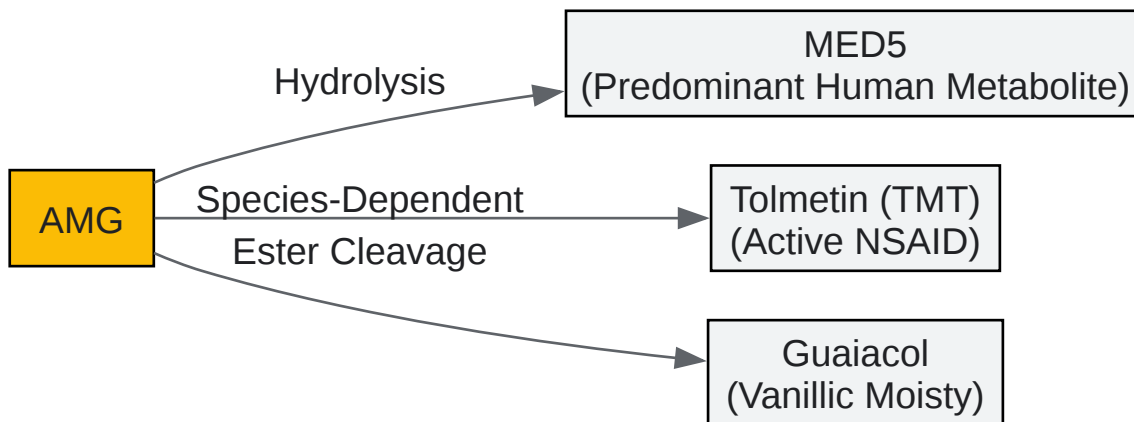 MED5
(Predominant Human Metabolite)
Hydrolysis
AMG
Species-Dependent
Tolmetin (TMT)
(Active NSAID)
Ester Cleavage
Guaiacol
(Vanillic Moisty)